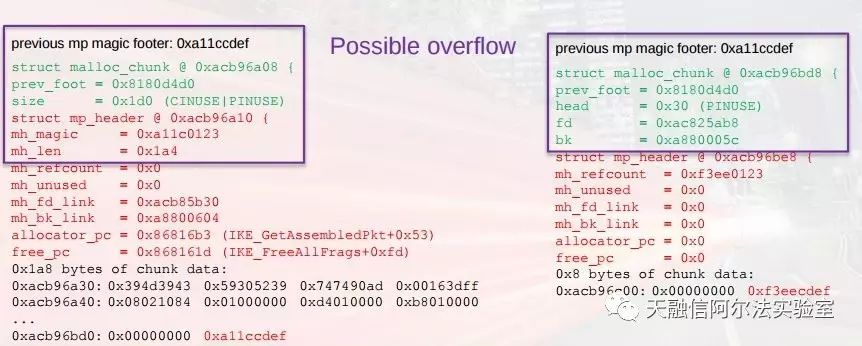 Possible overflow
previous mp magic footer: 0xa11ccdef
struct malloc_chunk @ 0xacb96a08 {
prev_foot = 0x8180d4d0
size = 0x1d0 (CINUSE|PINUSE)
struct mp_header @ 0xacb96a10 {
mh_magic = 0xa11c0123
mh_len = 0x1a4
mh_refcount = 0x0
mh_unused = 0x0
mh_fd_link = 0xacb85b30
mh_bk_link = 0xa8800604
allocator_pc = 0x86816b3 (IKE_GetAssembledPkt+0x53)
free_pc = 0x868161d (IKE_FreeAllFrags+0xfd)
0x1a8 bytes of chunk data:
0xacb96a30: 0x394d3943 0x59305239 0x747490ad 0x00163dff
0xacb96a40: 0x08021084 0x01000000 0xd4010000 0xb8010000
...
0xacb96bd0: 0x00000000 0xa11ccdef
previous mp magic footer: 0xa11ccdef
struct malloc_chunk @ 0xacb96bd8 {
prev_foot = 0x8180d4d0
head = 0x30 (PINUSE)
fd = 0xac825ab8
bk = 0xa880005c
struct mp_header @ 0xacb96be8 {
mh_refcount = 0xf3ee0123
mh_unused = 0x0
mh_fd_link = 0x0
mh_bk_link = 0x0
allocator_pc = 0x0
free_pc = 0x0
0x8 bytes of chunk data:
0xacb96c00: 0x00000000 0xf3eecdef
天融信阿尔法实验室